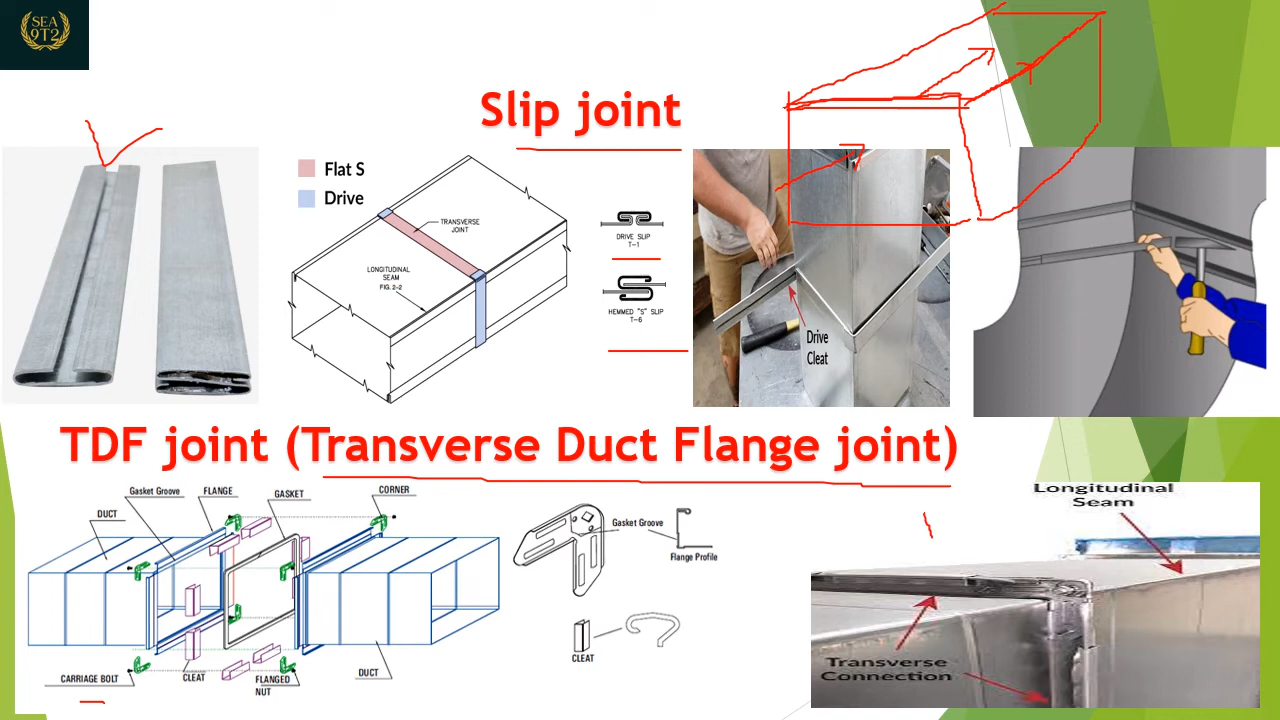 SEA
9T2
Slip joint
Flat S
Drive
TRANSVERSE
JOINT
LONGITUDINAL
SEAM
FIG. 2-2
DRIVE SLIP
T-1
HEMMED "S" SLIP
T-6
Drive
Cleat
TDF joint (Transverse Duct Flange joint)
DUCT
Gasket Groove
FLANGE
GASKET
CORNER
CARRIAGE BOLT
CLEAT
FLANGED
NUT
DUCT
Gasket Groove
Flange Profile
CLEAT
Longitudinal
Seam
Transverse
Connection